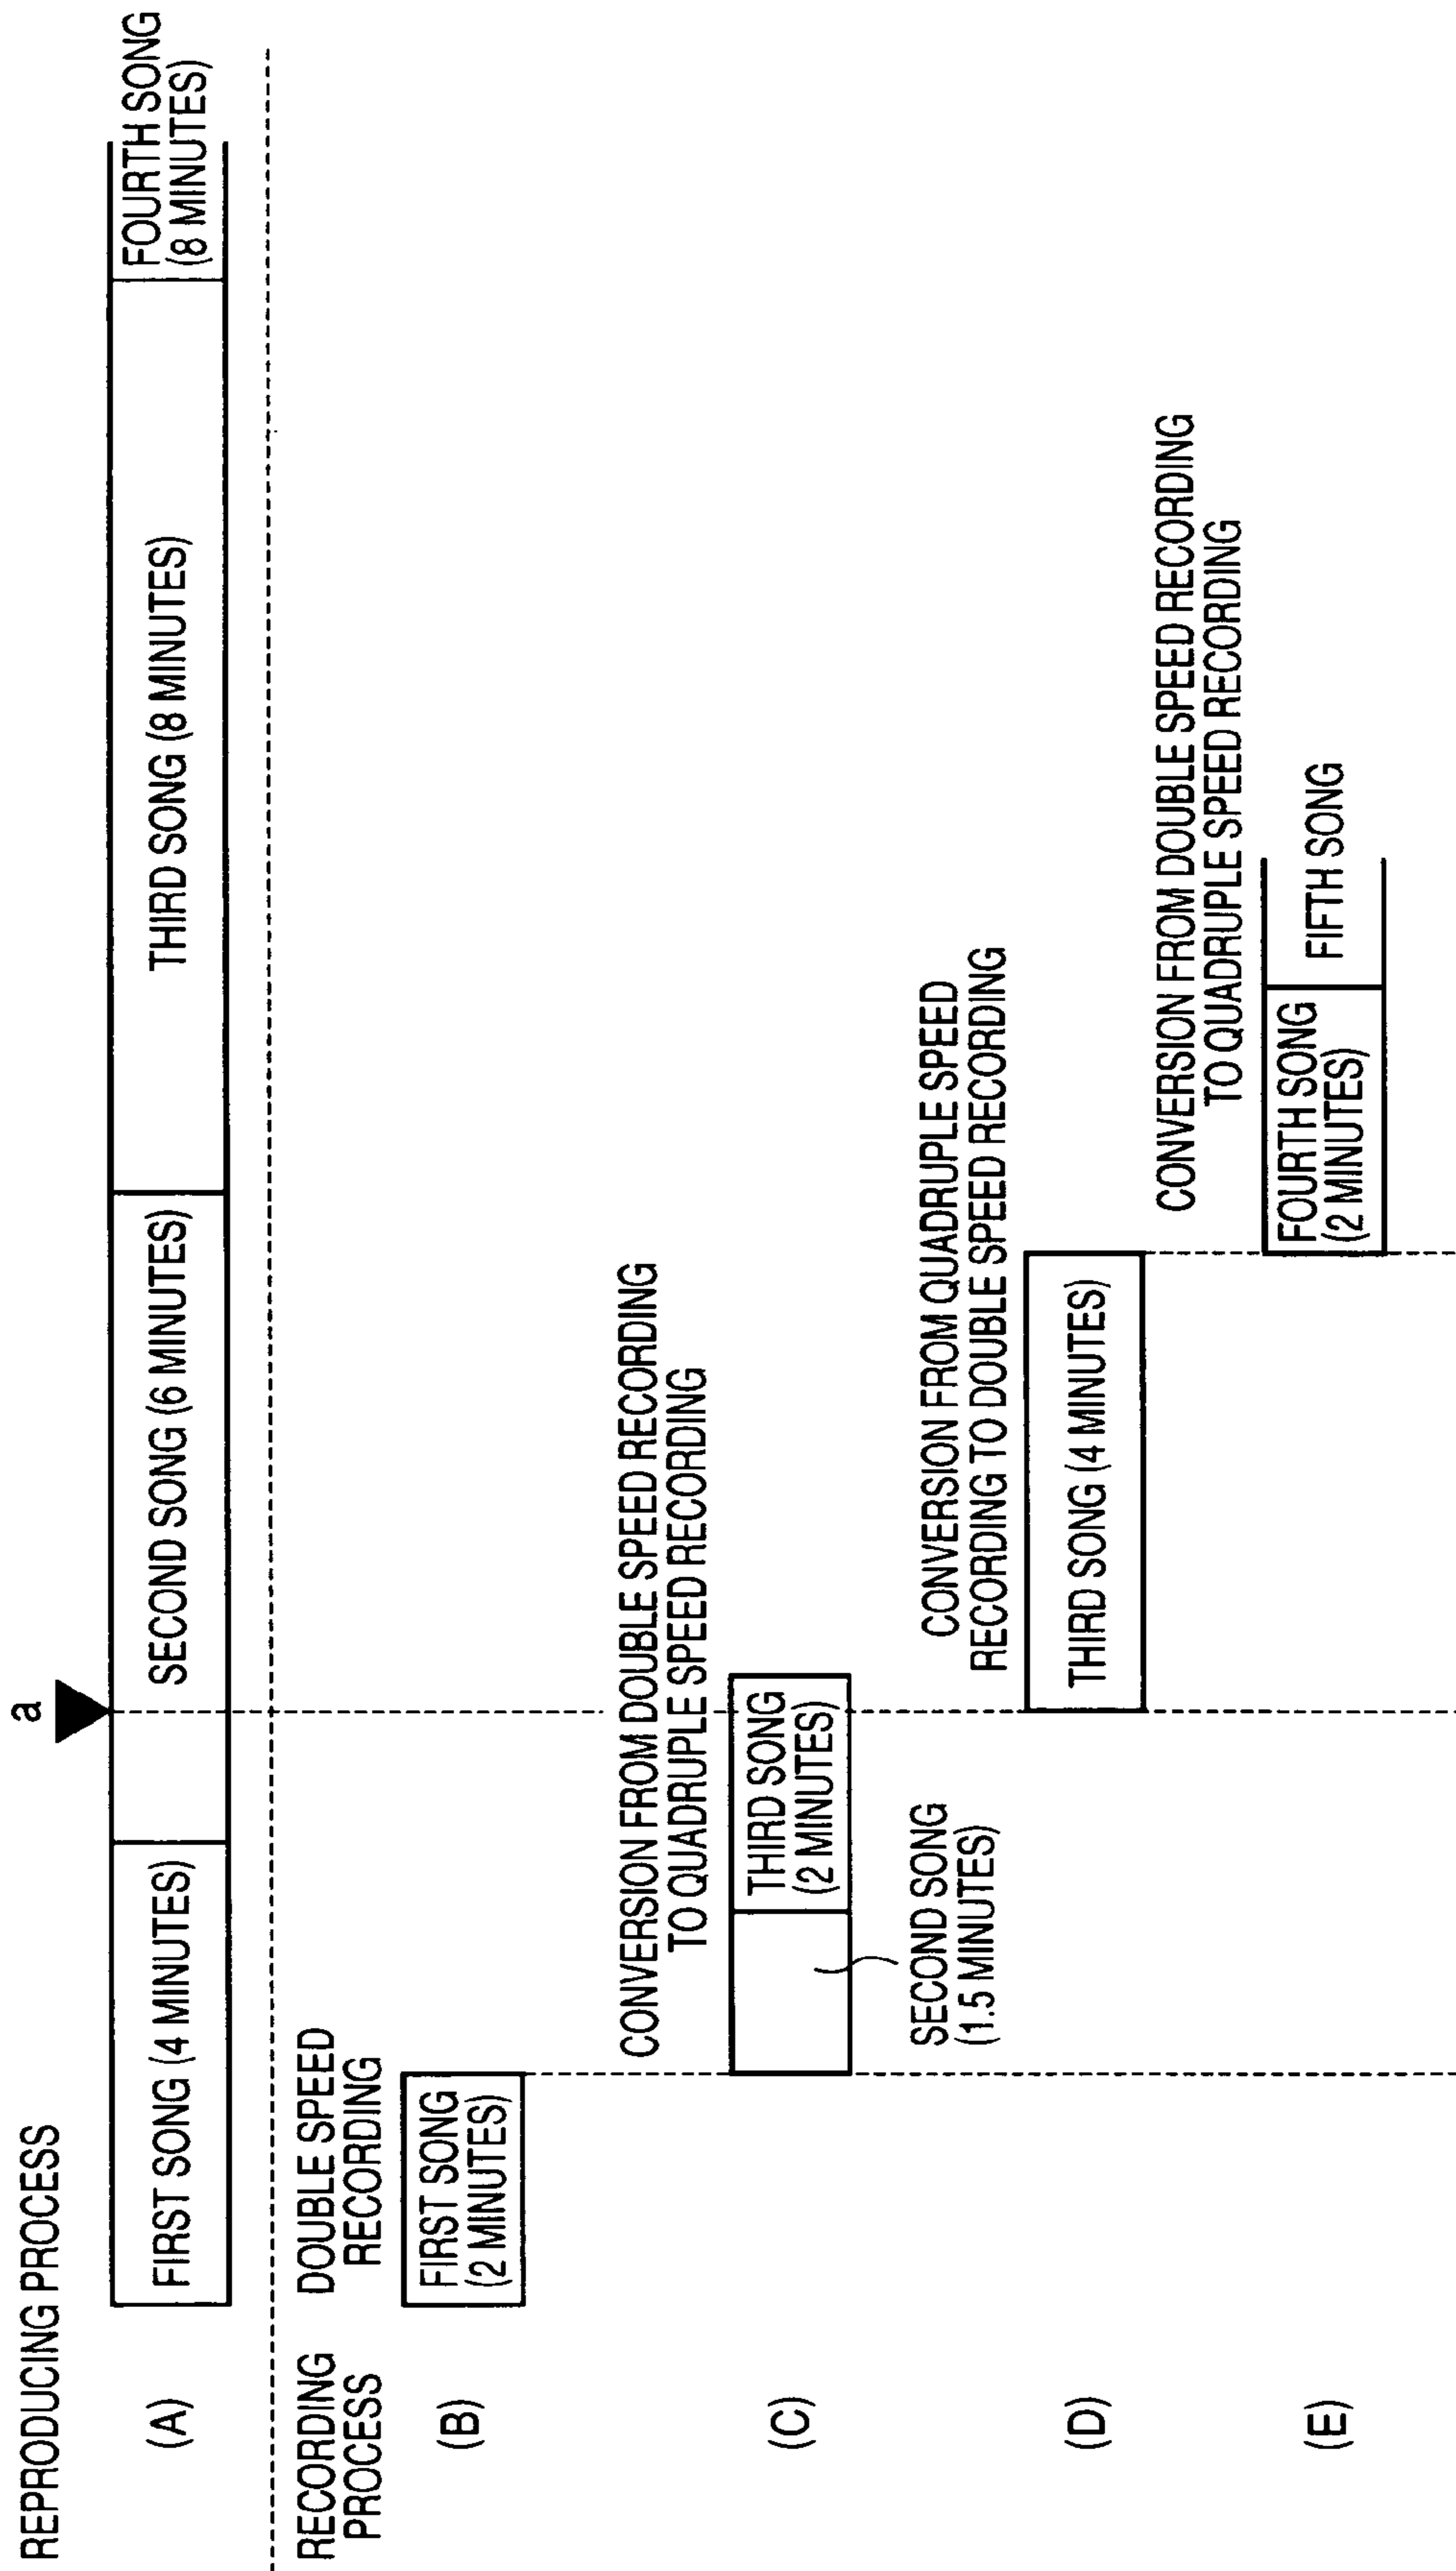 REPRODUCING PROCESS
a
(A)
FIRST SONG (4 MINUTES)
SECOND SONG (6 MINUTES)
THIRD SONG (8 MINUTES)
FOURTH SONG
(8 MINUTES)
RECORDING
PROCESS
DOUBLE SPEED
RECORDING
(B)
FIRST SONG
(2 MINUTES)
CONVERSION FROM DOUBLE SPEED RECORDING
TO QUADRUPLE SPEED RECORDING
(C)
THIRD SONG
(2 MINUTES)
SECOND SONG
(1.5 MINUTES)
CONVERSION FROM QUADRUPLE SPEED
RECORDING TO DOUBLE SPEED RECORDING
(D)
THIRD SONG (4 MINUTES)
CONVERSION FROM DOUBLE SPEED RECORDING
TO QUADRUPLE SPEED RECORDING
(E)
FOURTH SONG
(2 MINUTES)
FIFTH SONG